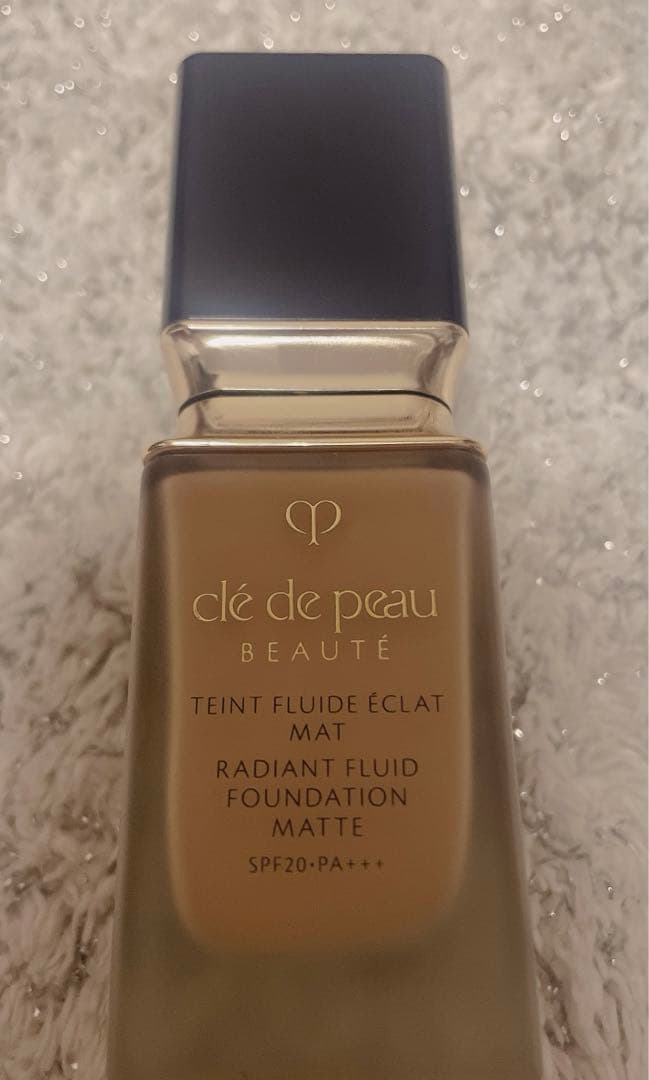 clé de peau
BEAUTÉ
TEINT FLUIDE ÉCLAT
MAT
RADIANT FLUID
FOUNDATION
MATTE
SPF20•PA+++